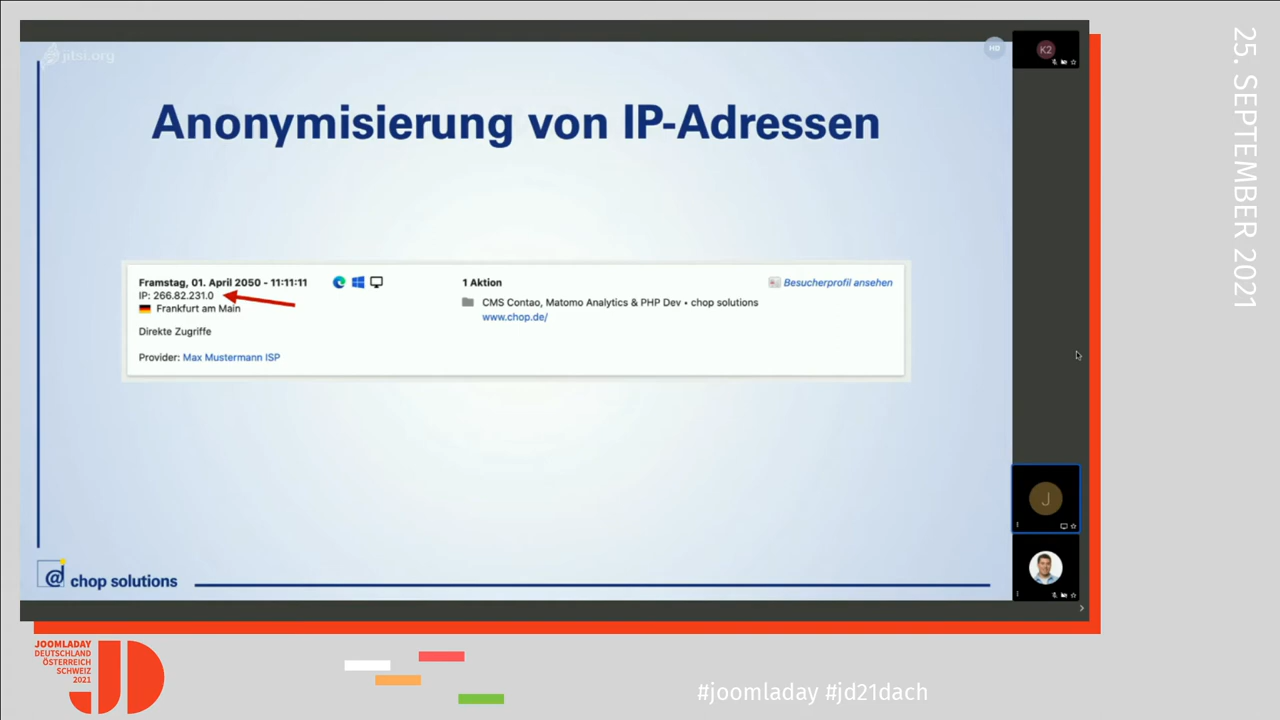 jitsi.org
HD
K2
Anonymisierung von IP-Adressen
Framstag, 01. April 2050 - 11:11:11
IP: 266.82.231.0
Frankfurt am Main
Direkte Zugriffe
Provider: Max Mustermann ISP
1 Aktion
CMS Contao, Matomo Analytics & PHP Dev • chop solutions
www.chop.de/
Besucherprofil ansehen
J
@ chop solutions
25. SEPTEMBER 2021
JOOMLADAY
DEUTSCHLAND
ÖSTERREICH
SCHWEIZ
2021
JD
#joomladay #jd21dach